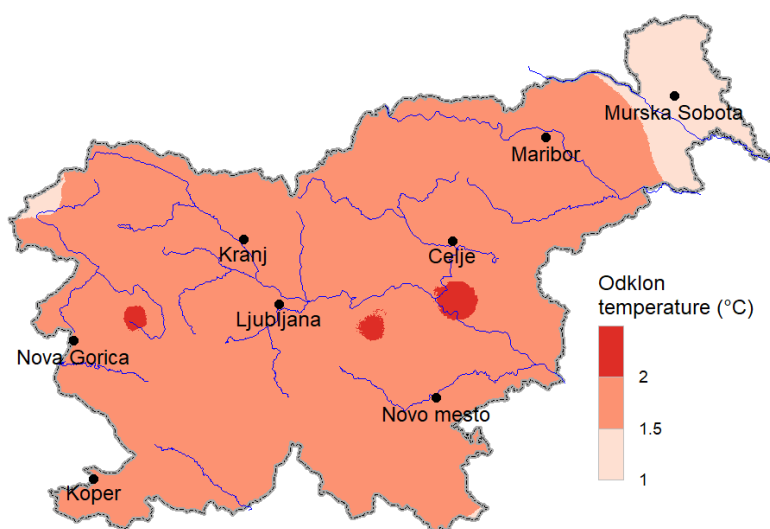 Murska Sobota
Maribor
Kranj
Celje
Ljubljana
Nova Gorica
Novo mesto
Koper
Odklon
temperature (°C)
2
1.5
1